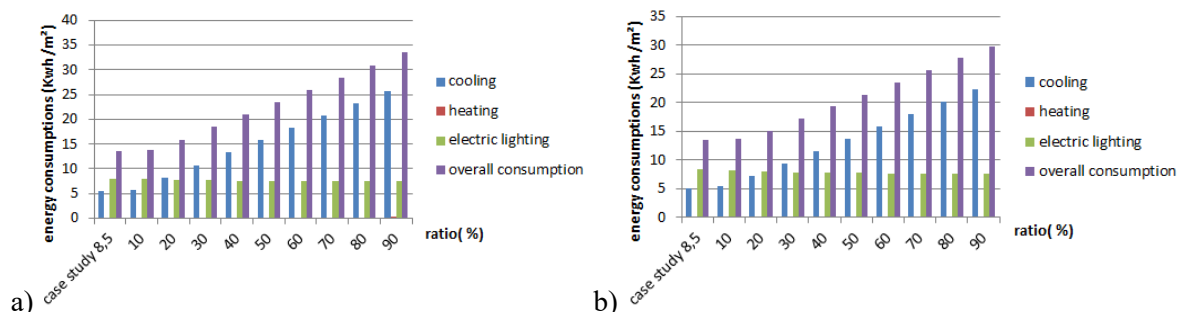 energy consumptions (Kwh /m²)
40
35
30
25
20
15
10
5
0
case study 8,5
10
20
30
40
50
60
70
80
90
ratio( %)
cooling
heating
electric lighting
overall consumption
a)
energy consumptions (Kwh /m²)
35
30
25
20
15
10
5
0
case study 8,5
10
20
30
40
50
60
70
80
90
ratio( %)
cooling
heating
electric lighting
overall consumption
b)